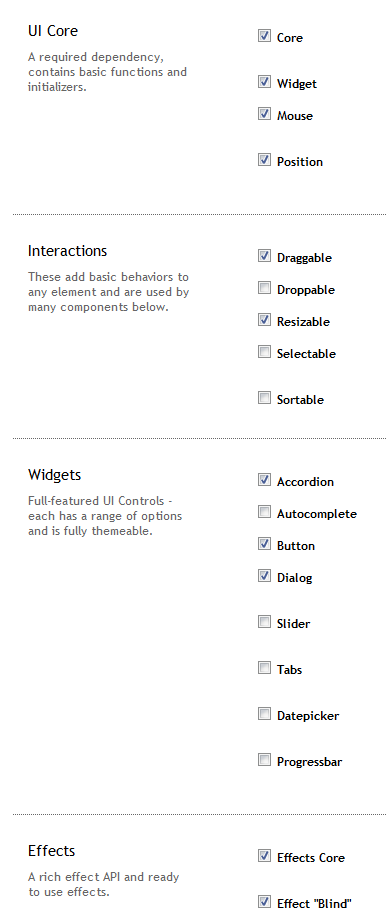 UI Core
A required dependency,
contains basic functions and
initializers.
Core
Widget
Mouse
Position
Interactions
These add basic behaviors to
any element and are used by
many components below.
Draggable
Droppable
Resizable
Selectable
Sortable
Widgets
Full-featured UI Controls -
each has a range of options
and is fully themeable.
Accordion
Autocomplete
Button
Dialog
Slider
Tabs
Datepicker
Progressbar
Effects
A rich effect API and ready
to use effects.
Effects Core
Effect "Blind"